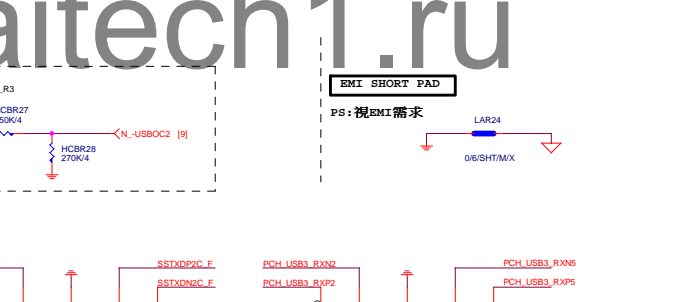 aitech1.ru
EMI SHORT PAD
PS:視EMI需求
_R3
CBR27
50K/4
N_-USBOC2 [9]
HCBR28
270K/4
LAR24
0/6/SHT/M/X
SSTXDP2C_F
SSTXDN2C_F
PCH_USB3_RXN2
PCH_USB3_RXP2
PCH_USB3_RXN5
PCH_USB3_RXP5